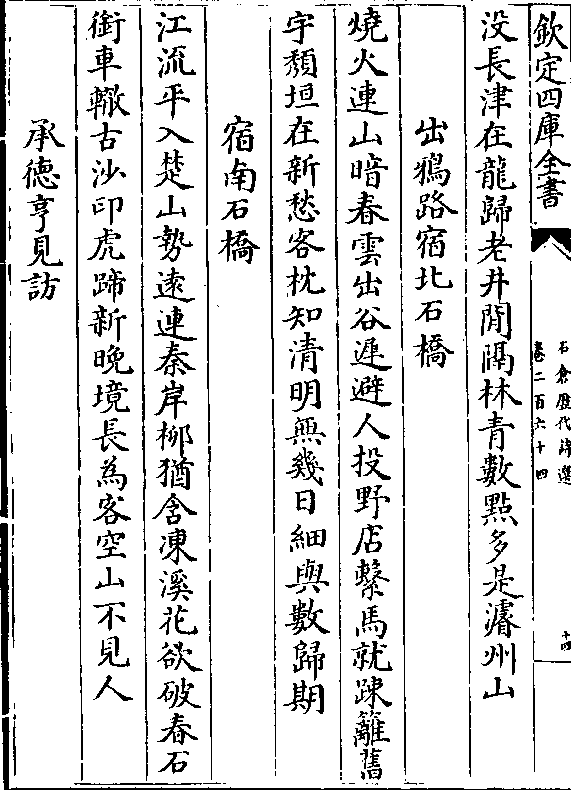 欽定四庫全書
石倉歷代詩選
卷二百六十四
十四
没長津在龍歸老井閒隔林青數點多是濬州山
出鴉路宿北石橋
燒火連山暗春雲出谷遲避人投野店繫馬就踈籬舊
宇頽垣在新愁客枕知清明無幾日細與數歸期
宿南石橋
江流平入楚山勢逺連秦岸柳猶含凍溪花欲破春石
銜車轍古沙印虎蹄新晚境長為客空山不見人
承德亨見訪